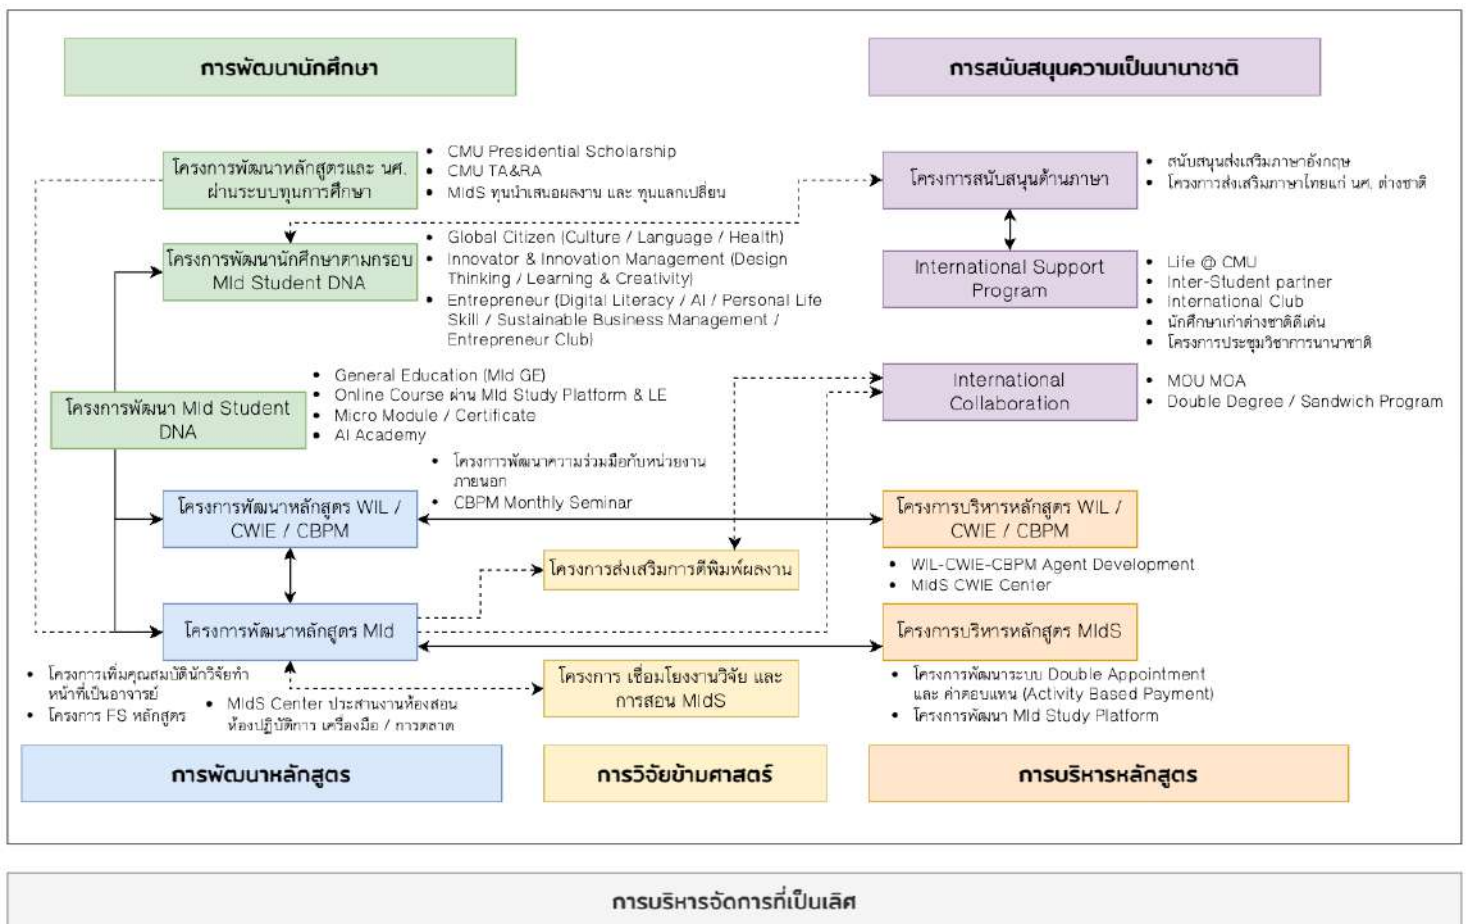 การพัฒนานักศึกษา
การสนับสนุนความเป็นนานาชาติ
โครงการพัฒนาหลักสูตรและ นศ.
ผ่านระบบทุนการศึกษา
• CMU Presidential Scholarship
• CMU TA&RA
• MIdS ทุนนำเสนอผลงาน และ ทุนแลกเปลี่ยน
โครงการสนับสนุนด้านภาษา
• สนับสนุนส่งเสริมภาษาอังกฤษ
• โครงการส่งเสริมภาษาไทยแก่ นศ. ต่างชาติ
โครงการพัฒนานักศึกษาตามกรอบ
MId Student DNA
• Global Citizen (Culture / Language / Health)
• Innovator & Innovation Management (Design
Thinking / Learning & Creativity)
• Entrepreneur (Digital Literacy / AI / Personal Life
Skill / Sustainable Business Management /
Entrepreneur Club)
International Support
Program
• Life @ CMU
• Inter-Student partner
• International Club
• นักศึกษาเก่าต่างชาติดีเด่น
• โครงการประชุมวิชาการนานาชาติ
โครงการพัฒนา MId Student
DNA
• General Education (MId GE)
• Online Course ผ่าน MId Study Platform & LE
• Micro Module / Certificate
• AI Academy
International
Collaboration
• MOU MOA
• Double Degree / Sandwich Program
• โครงการพัฒนาความร่วมมือกับหน่วยงาน
ภายนอก
• CBPM Monthly Seminar
โครงการพัฒนาหลักสูตร WIL /
CWIE / CBPM
โครงการบริหารหลักสูตร WIL /
CWIE / CBPM
• WIL-CWIE-CBPM Agent Development
• MIdS CWIE Center
โครงการส่งเสริมการตีพิมพ์ผลงาน
โครงการพัฒนาหลักสูตร MId
โครงการบริหารหลักสูตร MIdS
• โครงการเพิ่มคุณสมบัตินักวิจัยทำ
หน้าที่เป็นอาจารย์
• โครงการ FS หลักสูตร
• MIdS Center ประสานงานห้องสอน
ห้องปฏิบัติการ เครื่องมือ / การตลาด
โครงการ เชื่อมโยงงานวิจัย และ
การสอน MIdS
• โครงการพัฒนาระบบ Double Appointment
และ ค่าตอบแทน (Activity Based Payment)
• โครงการพัฒนา MId Study Platform
การพัฒนาหลักสูตร
การวิจัยข้ามศาสตร์
การบริหารหลักสูตร
การบริหารจัดการที่เป็นเลิศ